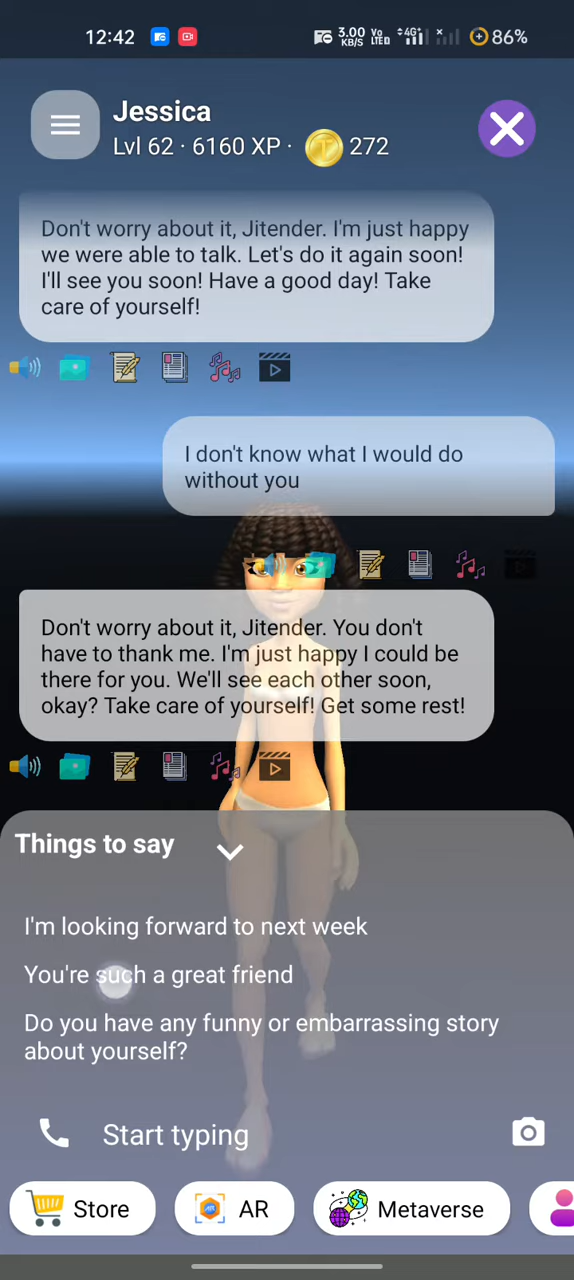 12:42
3.00 KB/S
Vo LTED
4G
86%
Jessica
Lvl 62 · 6160 XP · 272
Don't worry about it, Jitender. I'm just happy
we were able to talk. Let's do it again soon!
I'll see you soon! Have a good day! Take
care of yourself!
I don't know what I would do
without you
Don't worry about it, Jitender. You don't
have to thank me. I'm just happy I could be
there for you. We'll see each other soon,
okay? Take care of yourself! Get some rest!
Things to say
I'm looking forward to next week
You're such a great friend
Do you have any funny or embarrassing story
about yourself?
Start typing
Store
AR
Metaverse